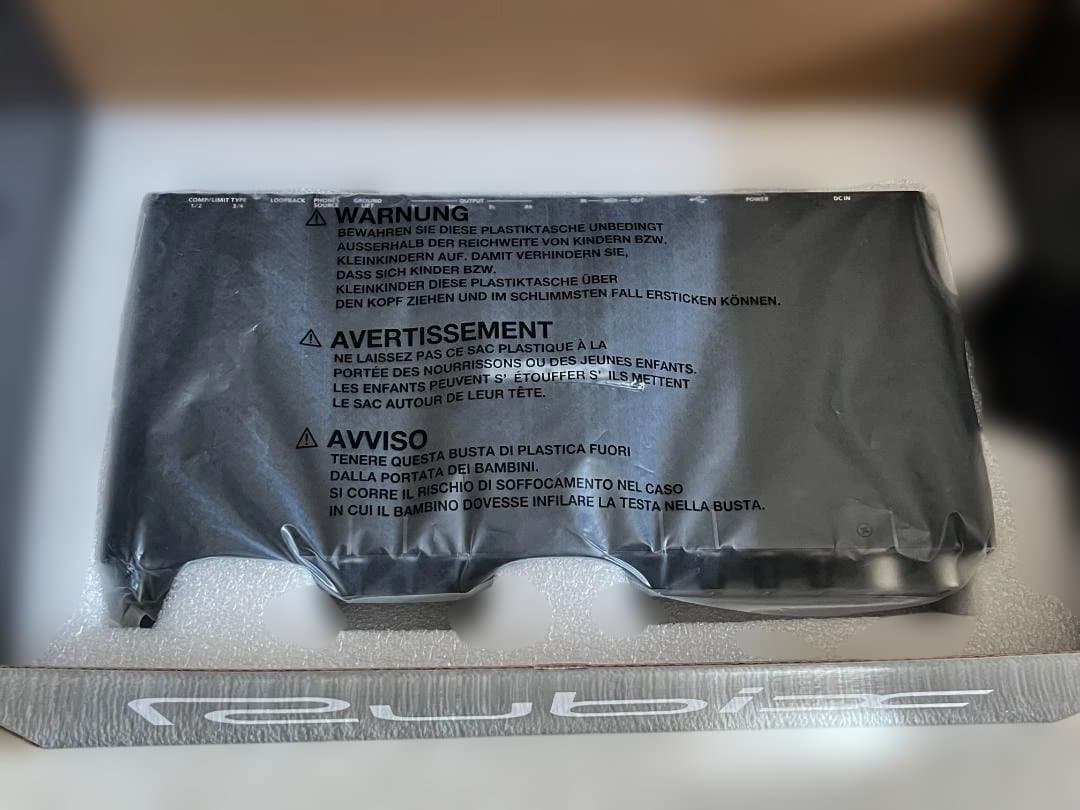 COMP/LIMIT TYPE LOOPBACK PHONES GROUND OUTPUT POWER DC IN
1/2 3/4 SOURCE LIFT
WARNUNG
BEWAHREN SIE DIESE PLASTIKTASCHE UNBEDINGT
AUSSERHALB DER REICHWEITE VON KINDERN BZW.
KLEINKINDERN AUF. DAMIT VERHINDERN SIE,
DASS SICH KINDER BZW.
KLEINKINDER DIESE PLASTIKTASCHE ÜBER
DEN KOPF ZIEHEN UND IM SCHLIMMSTEN FALL ERSTICKEN KÖNNEN.
AVERTISSEMENT
NE LAISSEZ PAS CE SAC PLASTIQUE À LA
PORTÉE DES NOURRISSONS OU DES JEUNES ENFANTS.
LES ENFANTS PEUVENT S' ÉTOUFFER S' ILS METTENT
LE SAC AUTOUR DE LEUR TÊTE.
AVVISO
TENERE QUESTA BUSTA DI PLASTICA FUORI
DALLA PORTATA DEI BAMBINI.
SI CORRE IL RISCHIO DI SOFFOCAMENTO NEL CASO
IN CUI IL BAMBINO DOVESSE INFILARE LA TESTA NELLA BUSTA.
rubix